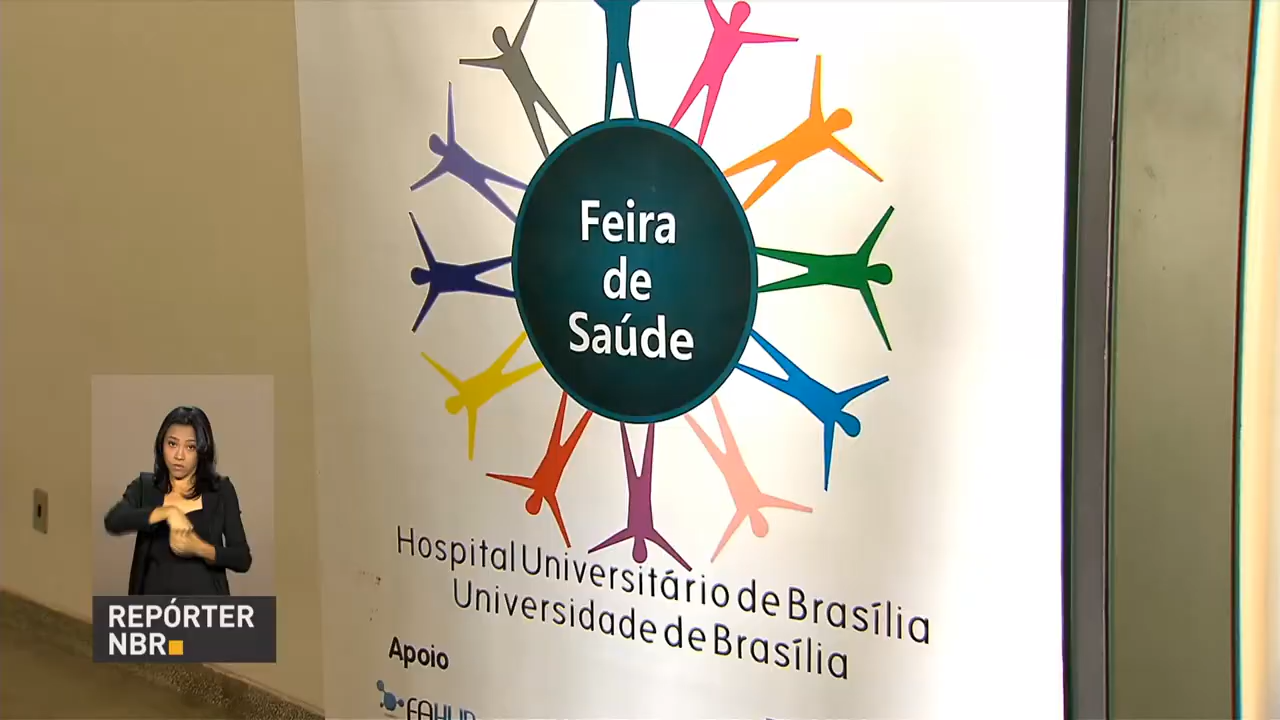 Feira
de
Saúde
Hospital Universitário de Brasília
Universidade de Brasília
Apoio
REPÓRTER
NBR